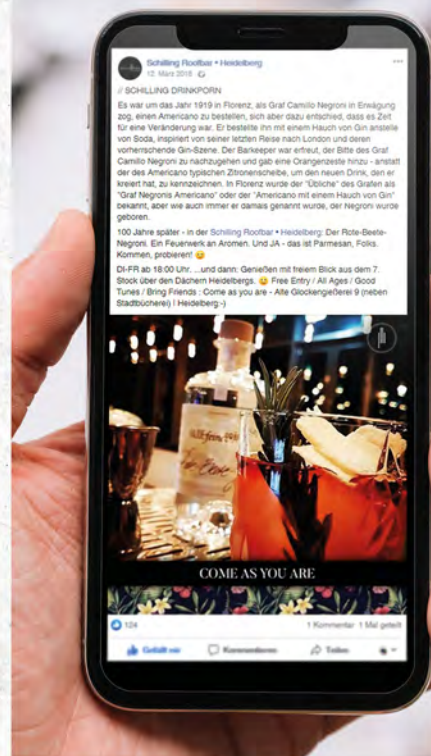 Schilling Roofbar • Heidelberg
12. März 2018
// SCHILLING DRINKPORN
Es war um das Jahr 1919 in Florenz, als Graf Camillo Negroni in Erwägung
zog, einen Americano zu bestellen, sich aber dazu entschied, dass es Zeit
für eine Veränderung war. Er bestellte ihn mit einem Hauch von Gin anstelle
von Soda, inspiriert von seiner letzten Reise nach London und deren
vorherrschende Gin-Szene. Der Barkeeper war erfreut, der Bitte des Graf
Camillo Negroni zu nachzugehen und gab eine Orangenzeste hinzu - anstatt
der des Americano typischen Zitronenscheibe, um den neuen Drink, den er
kreiert hat, zu kennzeichnen. In Florenz wurde der "Übliche" des Grafen als
"Graf Negronis Americano" oder der "Americano mit einem Hauch von Gin"
bekannt, aber wie auch immer er damals genannt wurde, der Negroni wurde
geboren.
100 Jahre später - in der Schilling Roofbar • Heidelberg: Der Rote-Beete-
Negroni. Ein Feuerwerk an Aromen. Und JA - das ist Parmesan, Folks.
Kommen, probieren! 😉
DI-FR ab 18:00 Uhr. ...und dann: Genießen mit freiem Blick aus dem 7.
Stock über den Dächern Heidelbergs. 😉 Free Entry / All Ages / Good
Tunes / Bring Friends : Come as you are - Alte Glockengießerei 9 (neben
Stadtbücherei) | Heidelberg:-)
COME AS YOU ARE
124
1 Kommentar 1 Mal geteilt
Gefällt mir Kommentieren Teilen